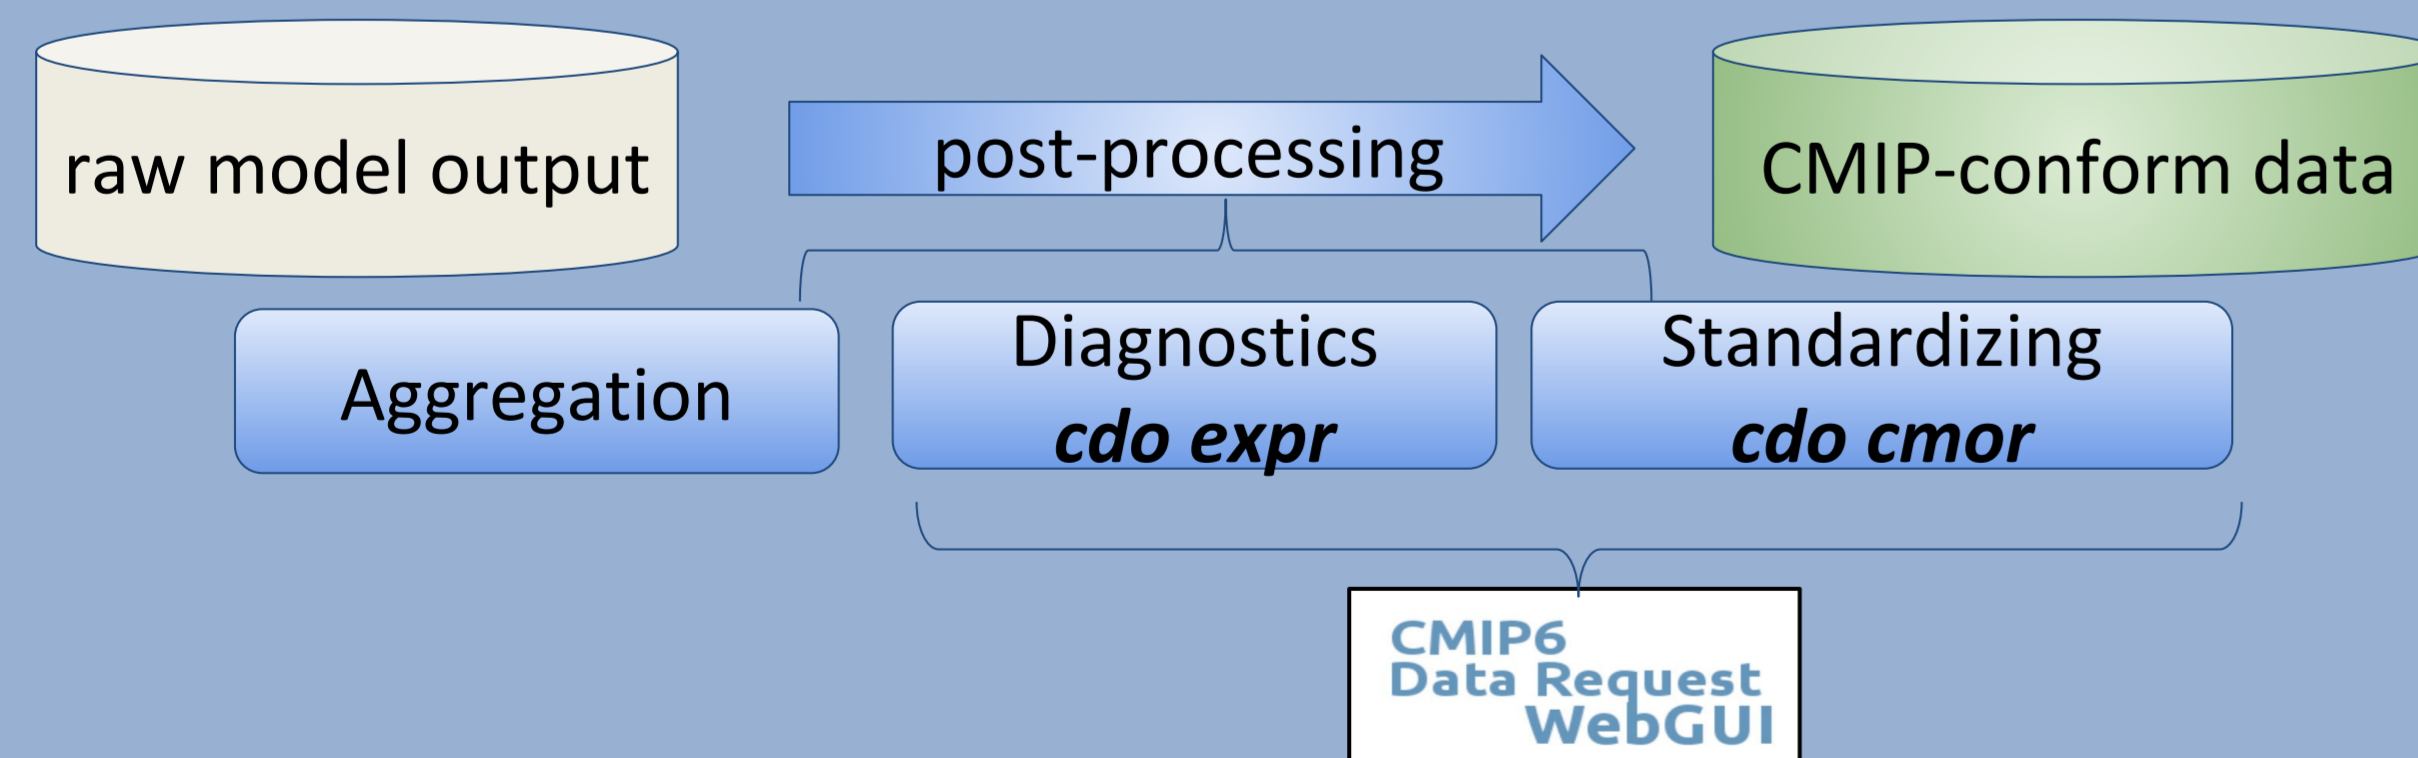 raw model output
post-processing
CMIP-conform data
Aggregation
Diagnostics
cdo expr
Standardizing
cdo cmor
CMIP6
Data Request
WebGUI